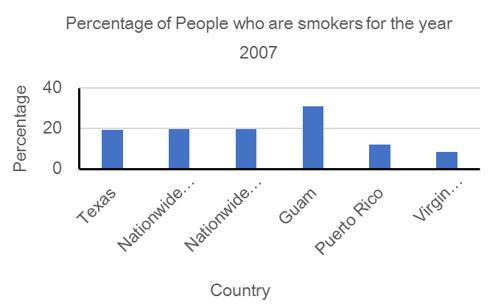 Percentage of People who are smokers for the year
2007
Percentage
40
20
0
Texas
Nationwide...
Nationwide...
Guam
Puerto Rico
Virgin...
Country